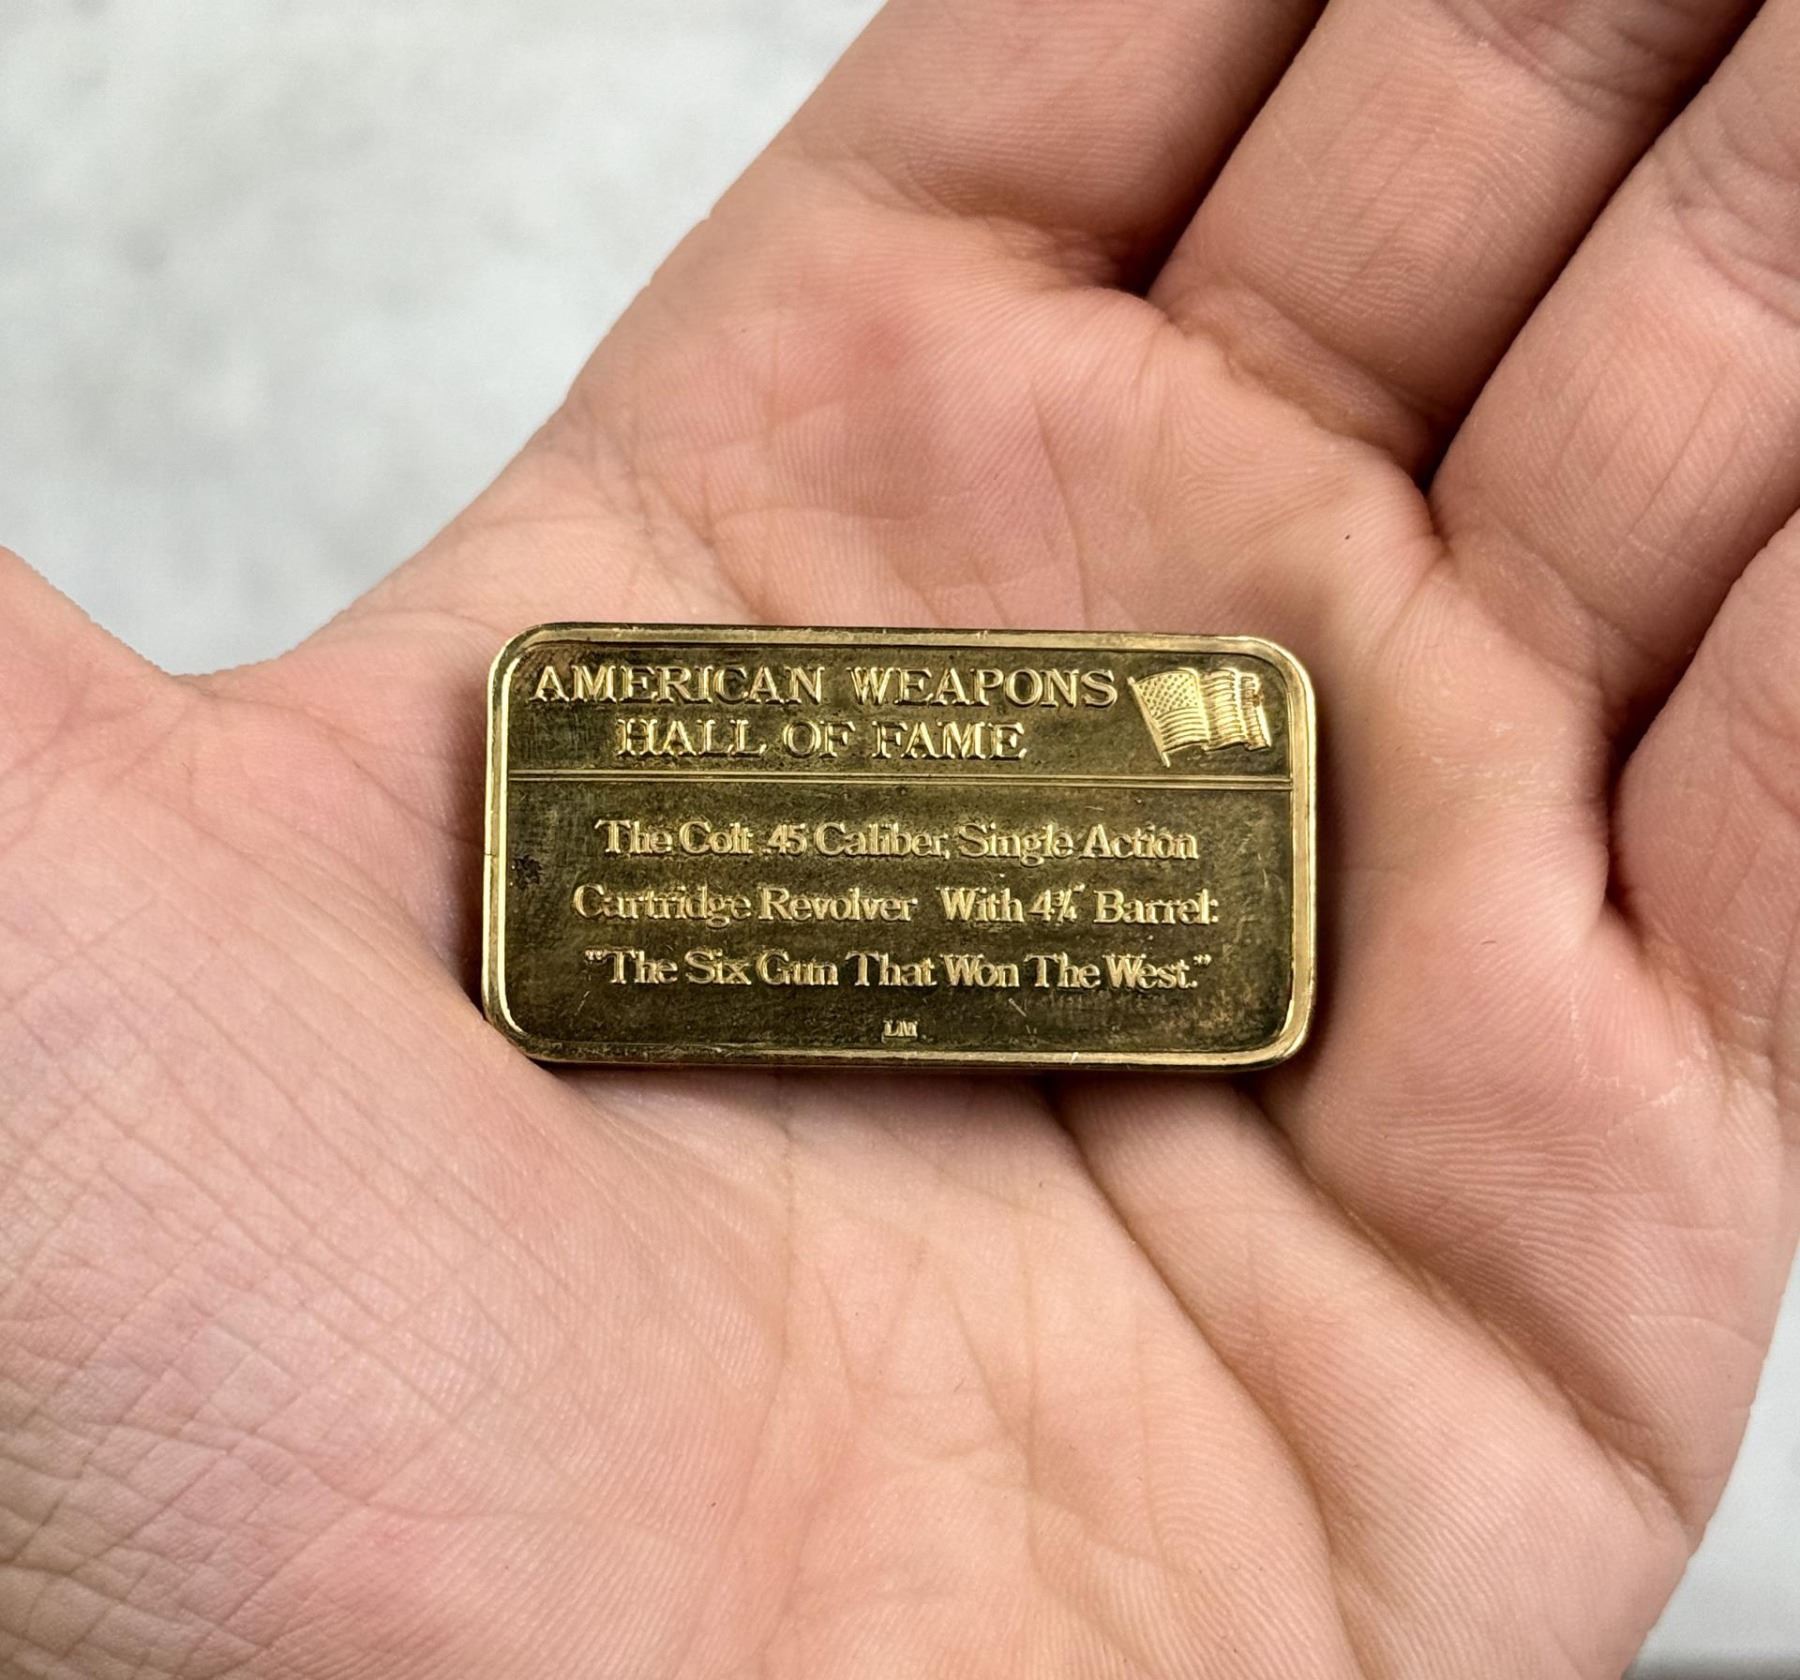 AMERICAN WEAPONS
HALL OF FAME
The Colt .45 Caliber, Single Action
Cartridge Revolver With 4¾" Barrel:
"The Six Gun That Won The West."
LM